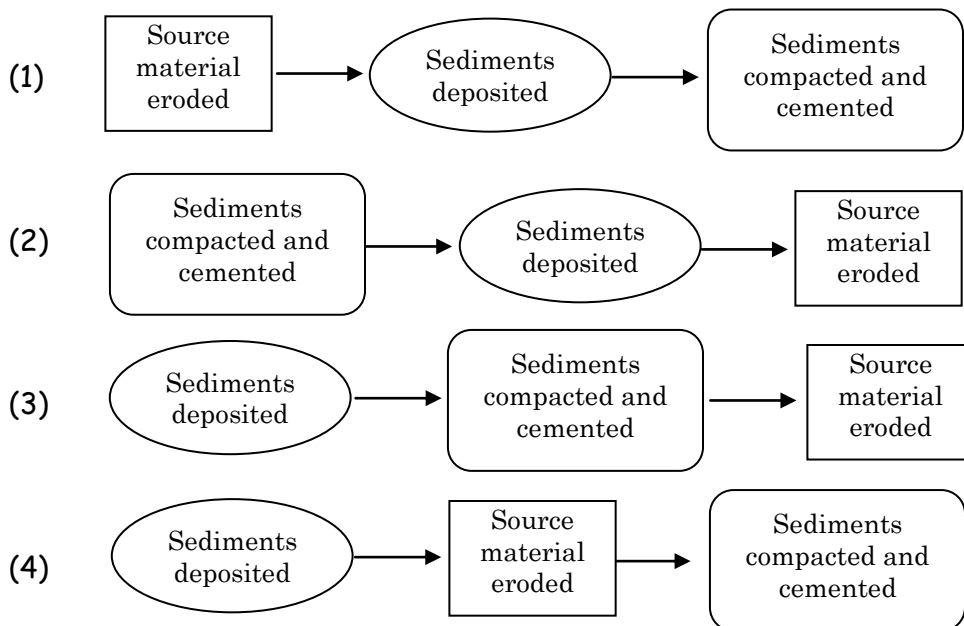 (1)
Source
material
eroded
Sediments
deposited
Sediments
compacted and
cemented
(2)
Sediments
compacted and
cemented
Sediments
deposited
Source
material
eroded
(3)
Sediments
deposited
Sediments
compacted and
cemented
Source
material
eroded
(4)
Sediments
deposited
Source
material
eroded
Sediments
compacted and
cemented